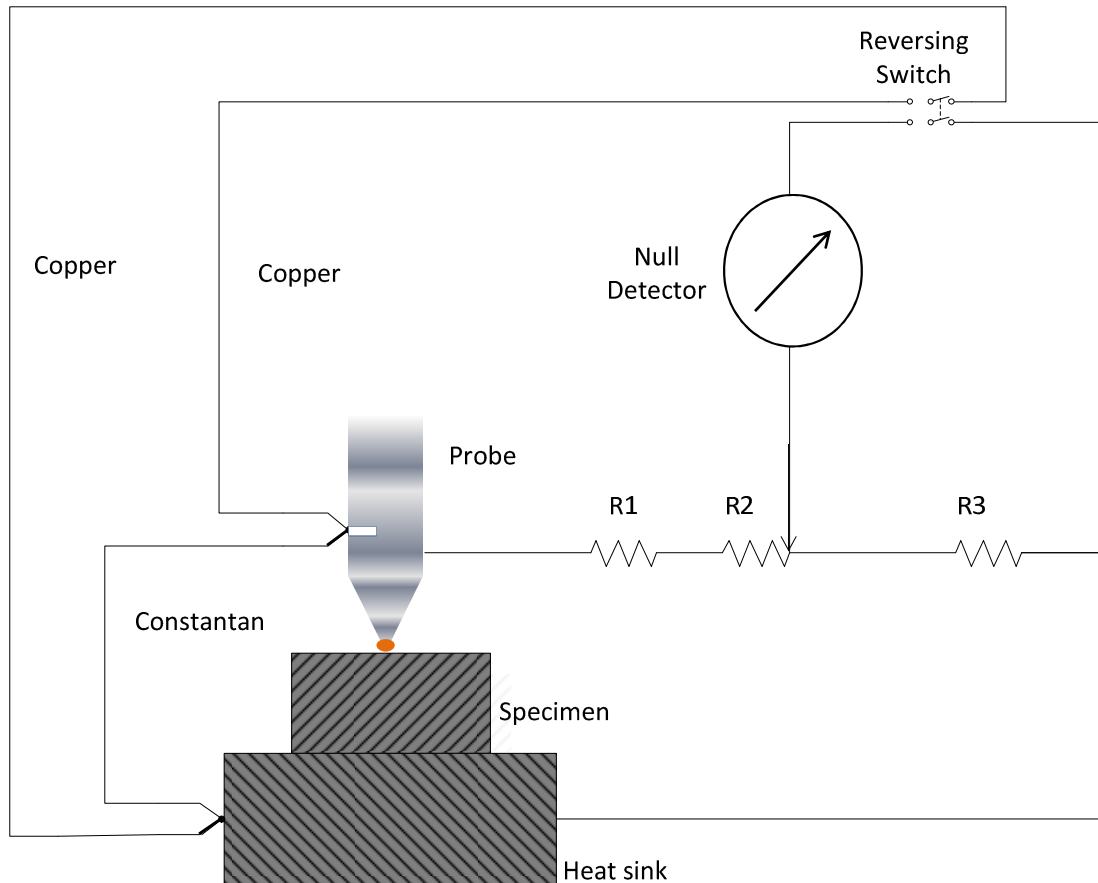 Reversing
Switch
Copper
Copper
Null
Detector
Probe
R1
R2
R3
Constantan
Specimen
Heat sink